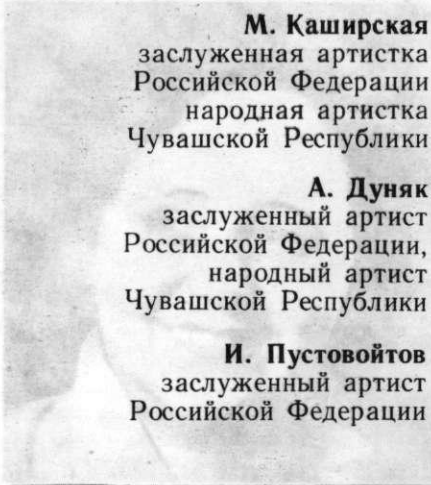 М. Каширская
заслуженная артистка
Российской Федерации
народная артистка
Чувашской Республики
А. Дуняк
заслуженный артист
Российской Федерации,
народный артист
Чувашской Республики
И. Пустовойтов
заслуженный артист
Российской Федерации